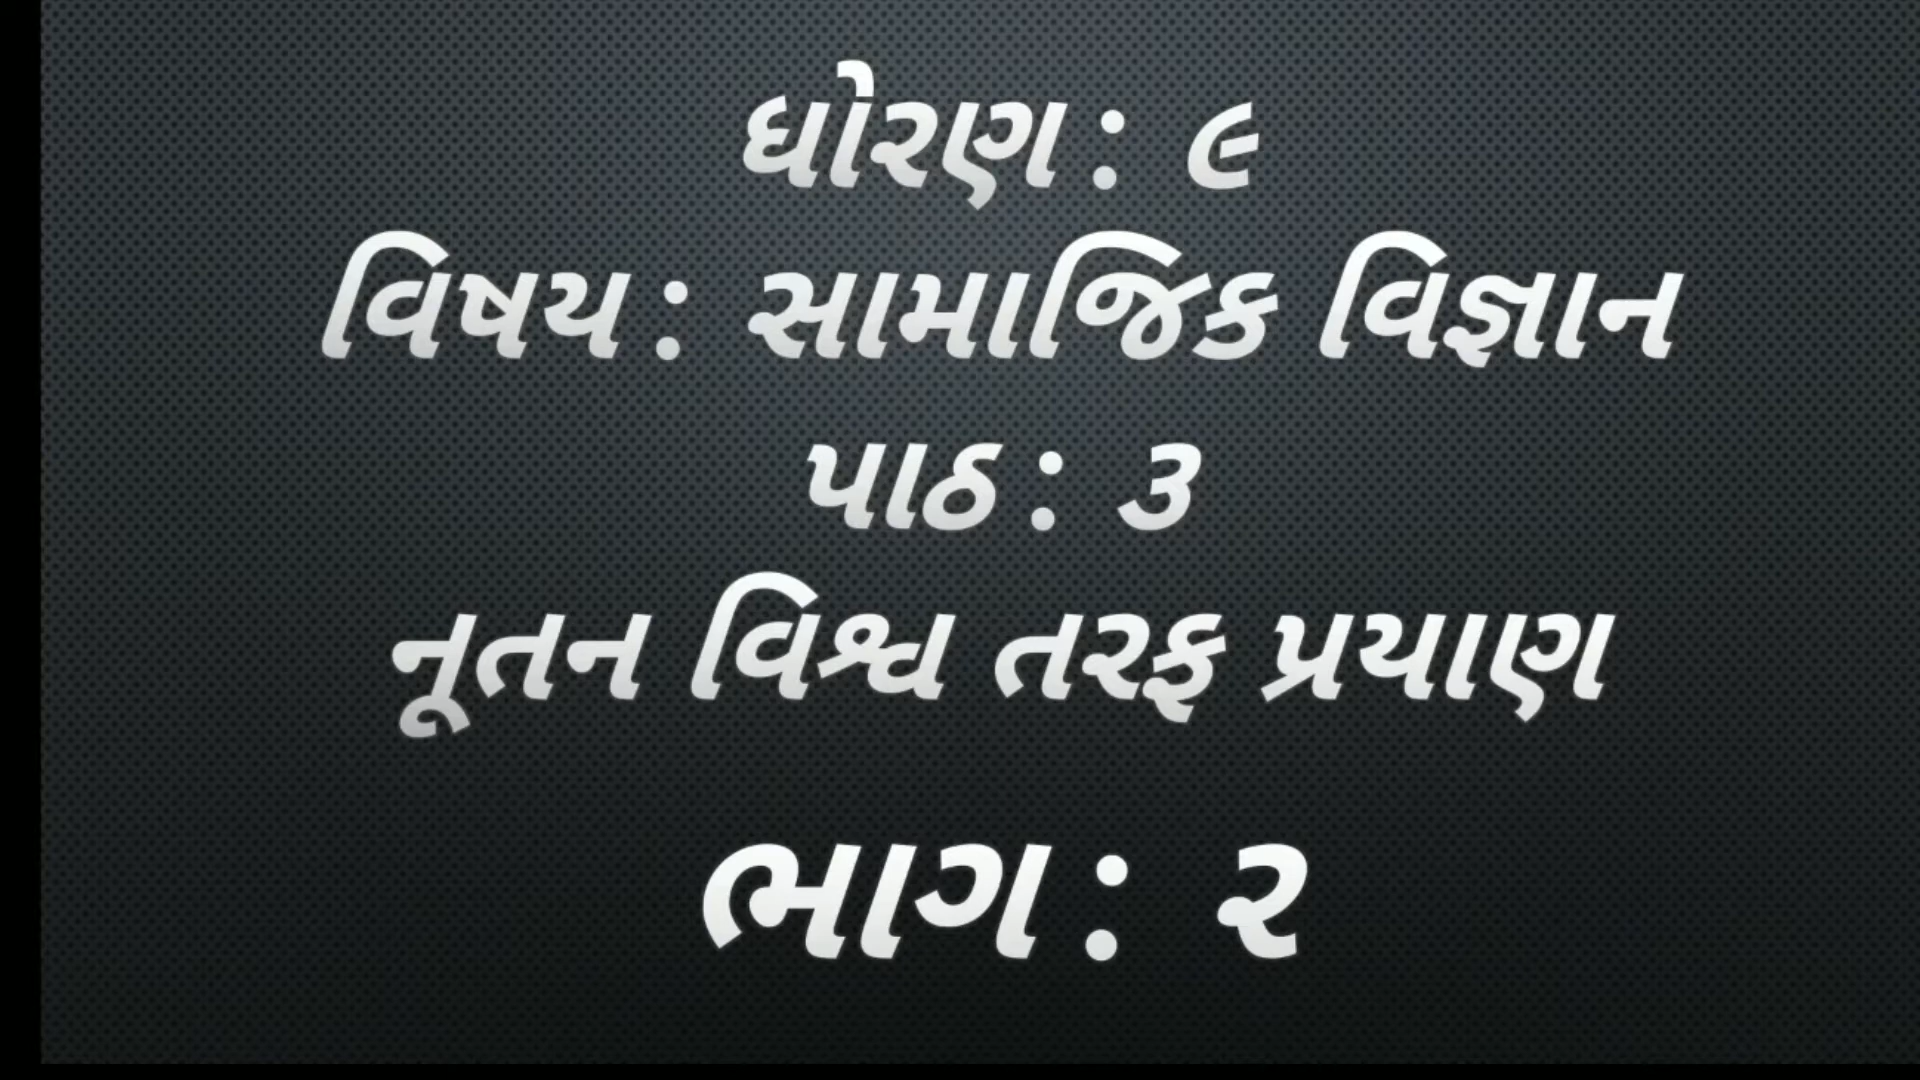 ધોરણ : ૯
વિષય : સામાજિક વિજ્ઞાન
પાઠ : ૩
નૂતન વિશ્વ તરફ પ્રયાણ
ભાગ : ૨